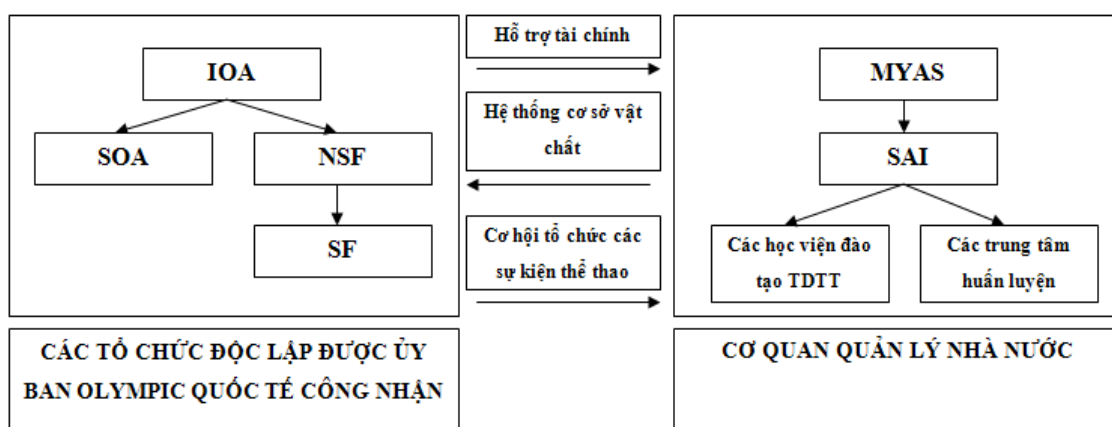 IOA
SOA
NSF
SF
Hỗ trợ tài chính
Hệ thống cơ sở vật
chất
Cơ hội tổ chức các
sự kiện thể thao
MYAS
SAI
Các học viện đào
tạo TDTT
Các trung tâm
huấn luyện
CÁC TỔ CHỨC ĐỘC LẬP ĐƯỢC ỦY
BAN OLYMPIC QUỐC TẾ CÔNG NHẬN
CƠ QUAN QUẢN LÝ NHÀ NƯỚC